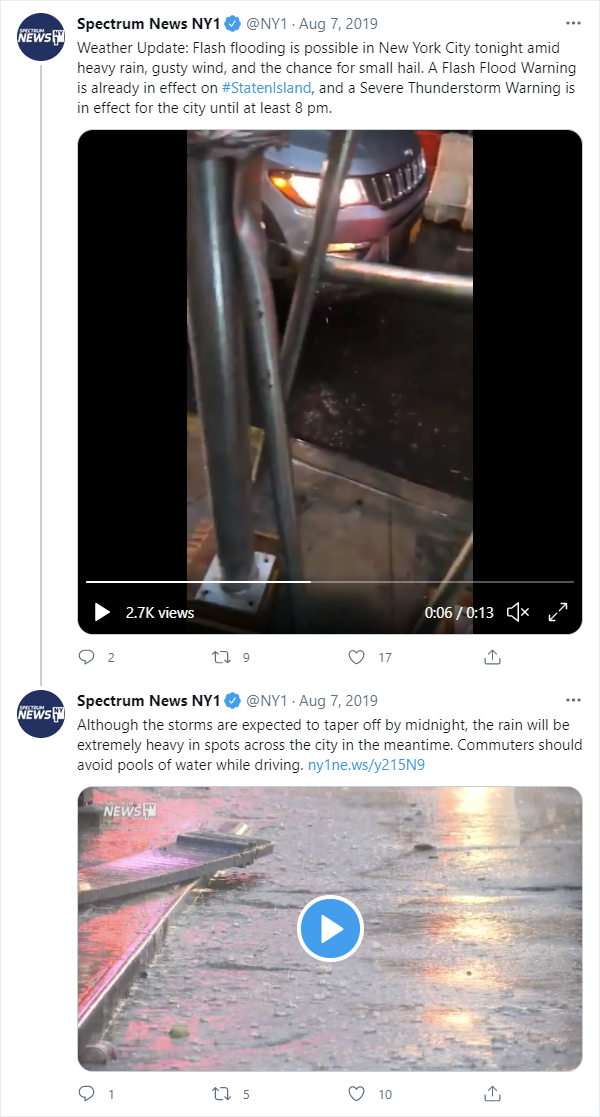 Spectrum News NY1 @NY1 · Aug 7, 2019
SPECTRUM
NEWS NY1
Weather Update: Flash flooding is possible in New York City tonight amid
heavy rain, gusty wind, and the chance for small hail. A Flash Flood Warning
is already in effect on #StatenIsland, and a Severe Thunderstorm Warning is
in effect for the city until at least 8 pm.
2.7K views
0:06 / 0:13
2 9 17
Spectrum News NY1 @NY1 · Aug 7, 2019
SPECTRUM
NEWS NY1
Although the storms are expected to taper off by midnight, the rain will be
extremely heavy in spots across the city in the meantime. Commuters should
avoid pools of water while driving. ny1ne.ws/y215N9
SPECTRUM
NEWS NY1
1 5 10